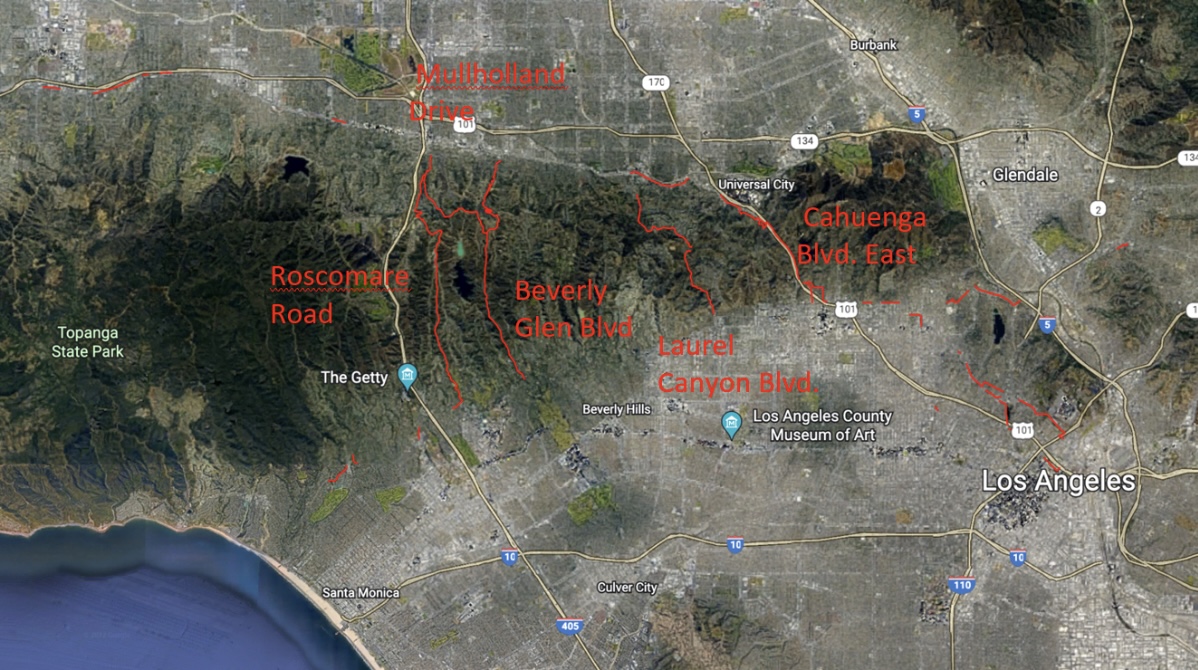 Burbank
Mullholland
Drive
170
101
5
134
134
Glendale
Universal City
2
Cahuenga
Blvd. East
Roscomare
Road
Beverly
Glen Blvd
101
5
Topanga
State Park
Laurel
Canyon Blvd.
The Getty
Beverly Hills
Los Angeles County
Museum of Art
101
Los Angeles
10
10
10
Santa Monica
Culver City
110
405